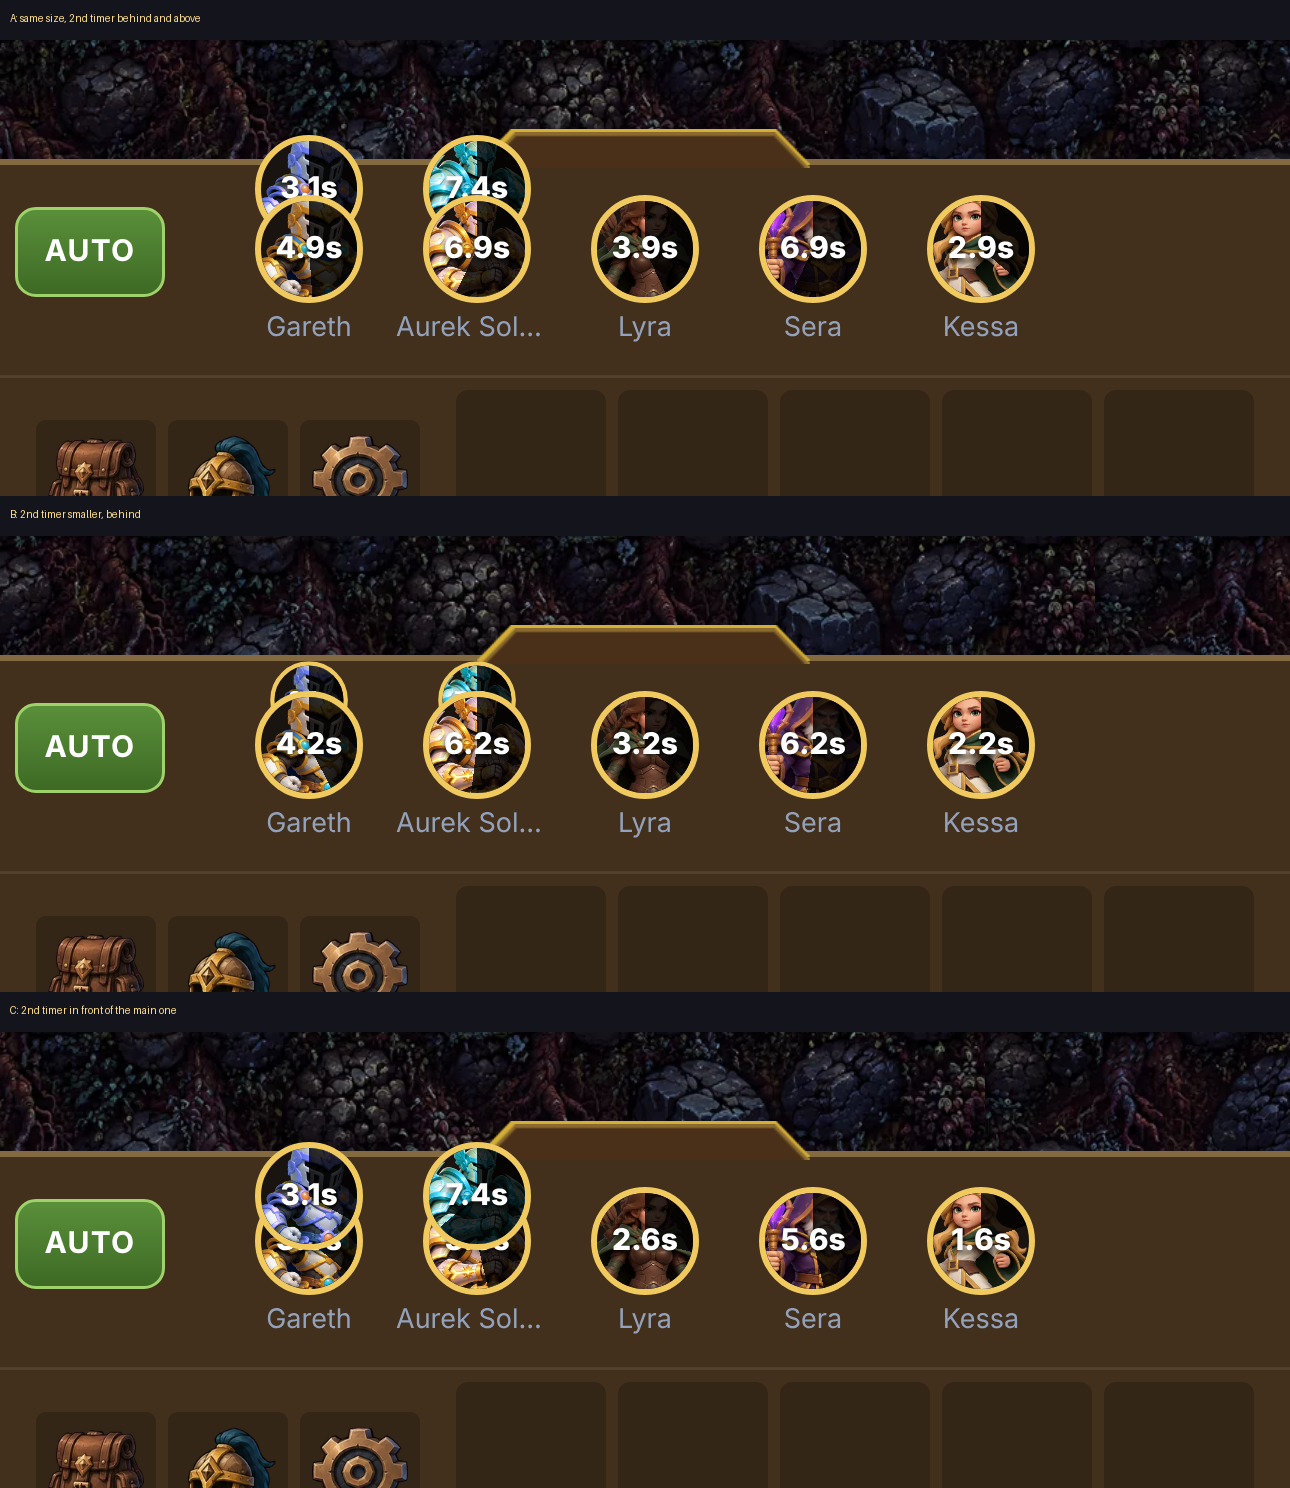 A: same size, 2nd timer behind and above
3.1s 7.4s
AUTO 4.9s 6.9s 3.9s 6.9s 2.9s
Gareth Aurek Sol... Lyra Sera Kessa
B: 2nd timer smaller, behind
AUTO 4.2s 6.2s 3.2s 6.2s 2.2s
Gareth Aurek Sol... Lyra Sera Kessa
C: 2nd timer in front of the main one
3.1s 7.4s
AUTO 2.6s 5.6s 1.6s
Gareth Aurek Sol... Lyra Sera Kessa